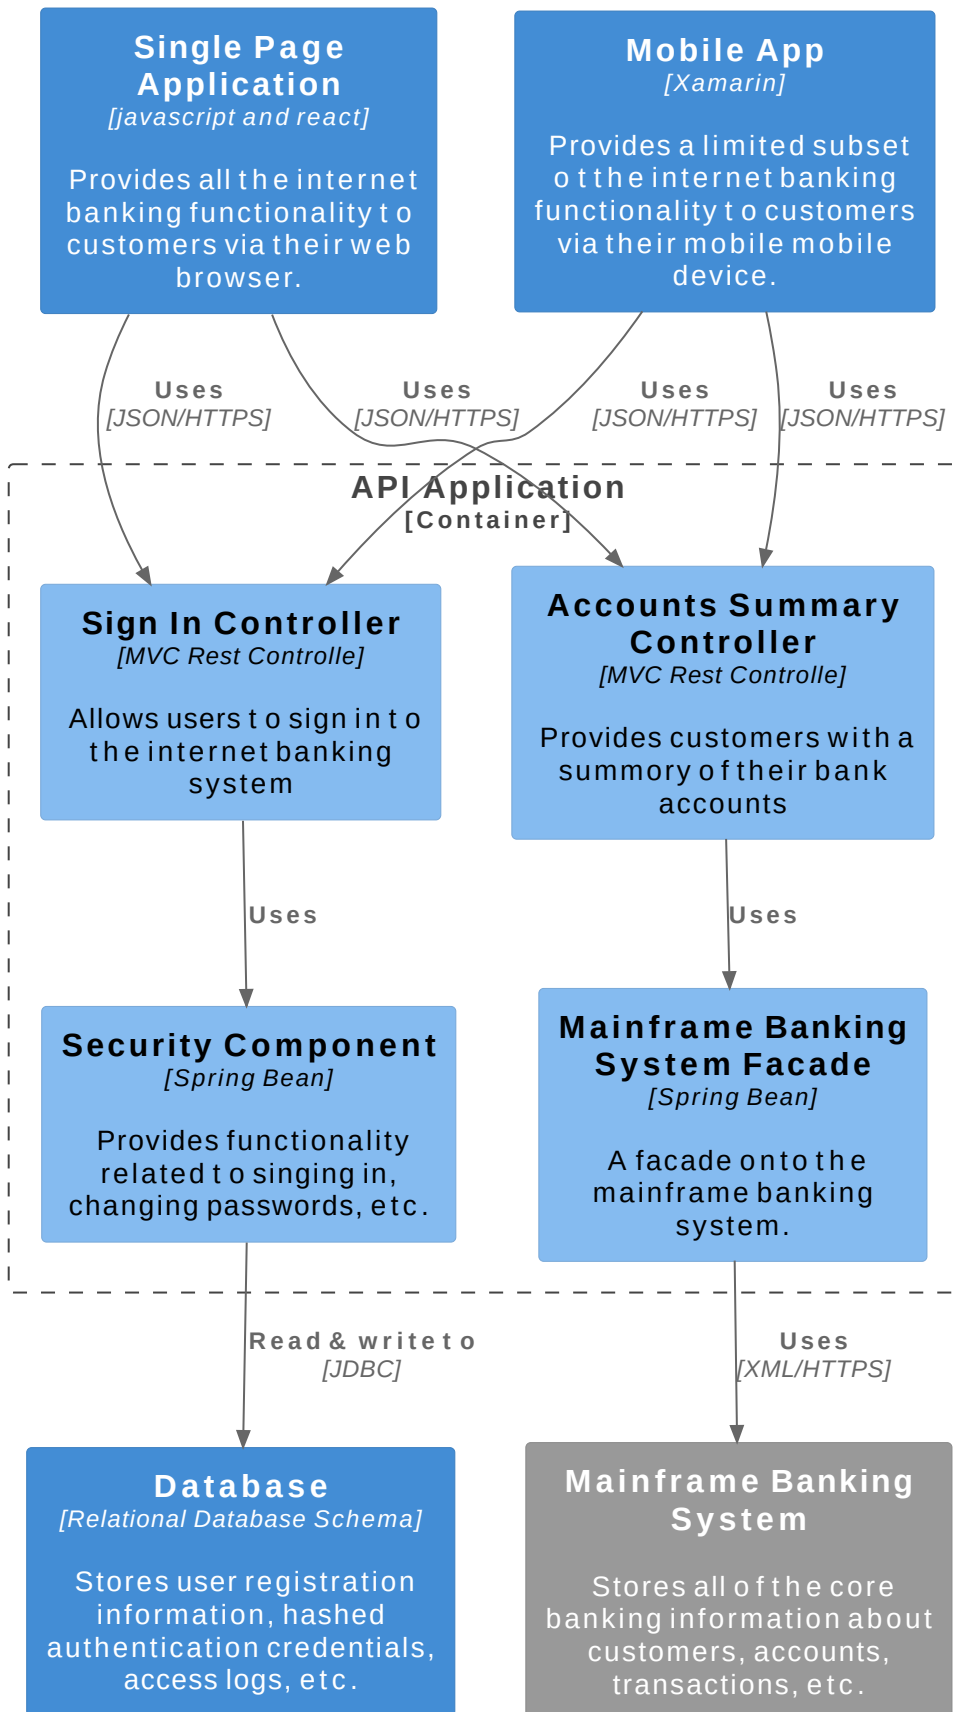 Single Page
Application
[javascript and react]
Provides all the internet
banking functionality to
customers via their web
browser.
Mobile App
[Xamarin]
Provides a limited subset
ot the internet banking
functionality to customers
via their mobile mobile
device.
Uses
[JSON/HTTPS]
Uses
[JSON/HTTPS]
Uses
[JSON/HTTPS]
Uses
[JSON/HTTPS]
API Application
[Container]
Sign In Controller
[MVC Rest Controlle]
Allows users to sign in to
the internet banking
system
Accounts Summary
Controller
[MVC Rest Controlle]
Provides customers with a
summory of their bank
accounts
Uses
Uses
Security Component
[Spring Bean]
Provides functionality
related to singing in,
changing passwords, etc.
Mainframe Banking
System Facade
[Spring Bean]
A facade onto the
mainframe banking
system.
Read & write to
[JDBC]
Uses
[XML/HTTPS]
Database
[Relational Database Schema]
Stores user registration
information, hashed
authentication credentials,
access logs, etc.
Mainframe Banking
System
Stores all of the core
banking information about
customers, accounts,
transactions, etc.